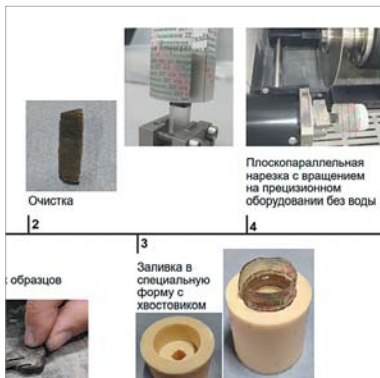 Очистка
Плоскопараллельная
нарезка с вращением
на прецизионном
оборудовании без воды
2
4
3
образцов
Заливка в
специальную
форму с
хвостовиком